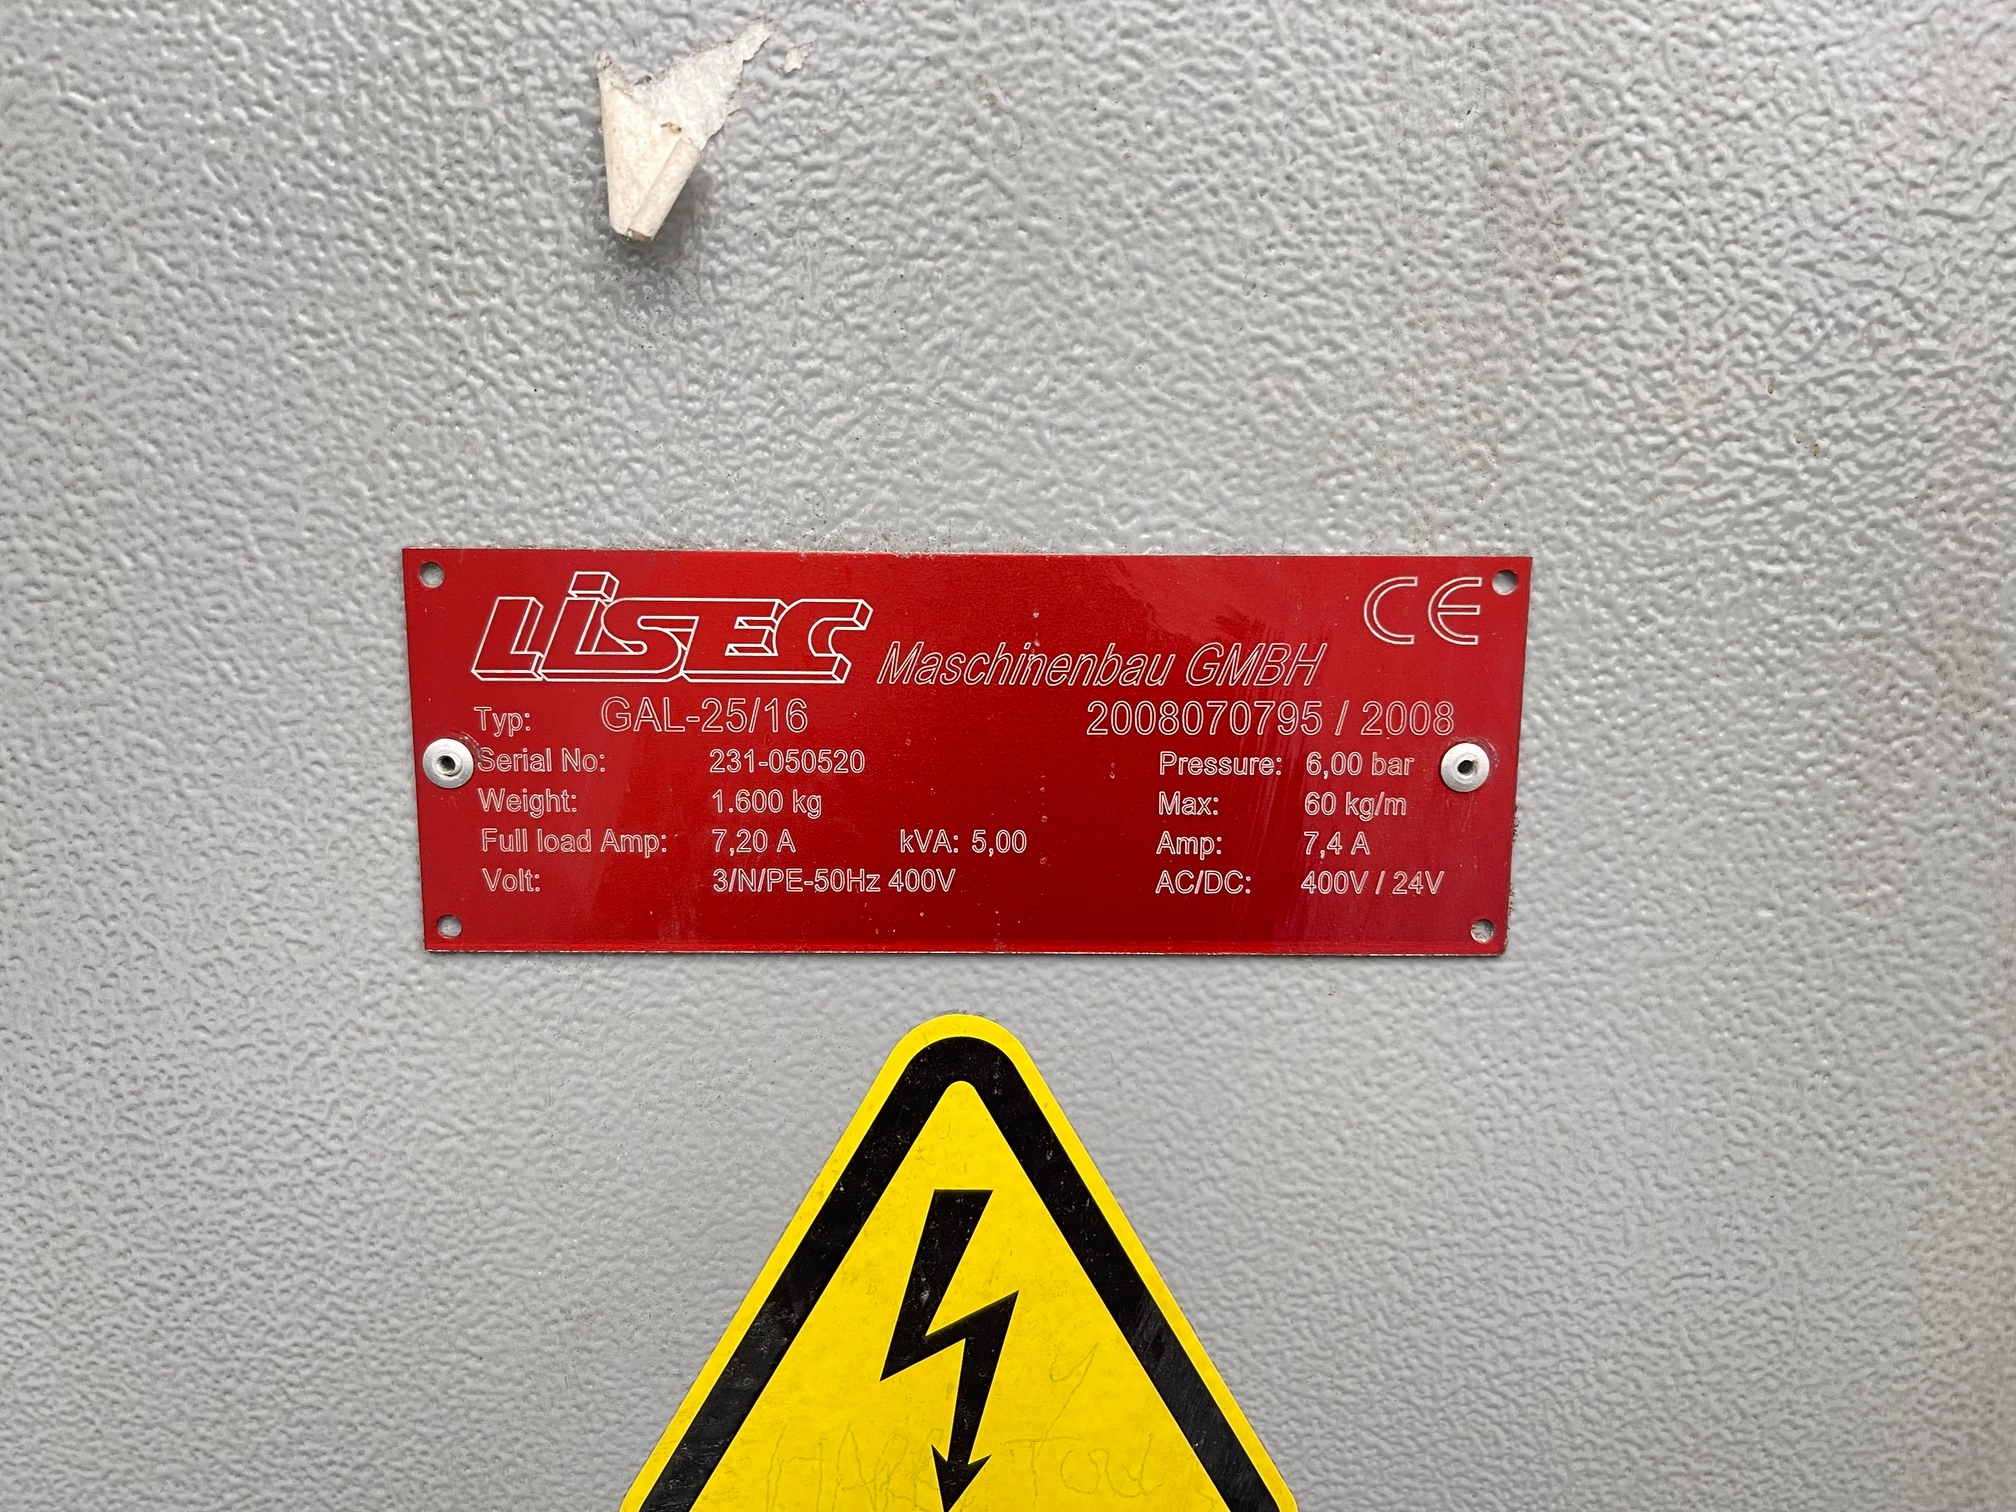 LiSEC Maschinenbau GMBH CE
Typ: GAL-25/16 2008070795 / 2008
Serial No: 231-050520 Pressure: 6,00 bar
Weight: 1.600 kg Max: 60 kg/m
Full load Amp: 7,20 A kVA: 5,00 Amp: 7,4 A
Volt: 3/N/PE-50Hz 400V AC/DC: 400V / 24V